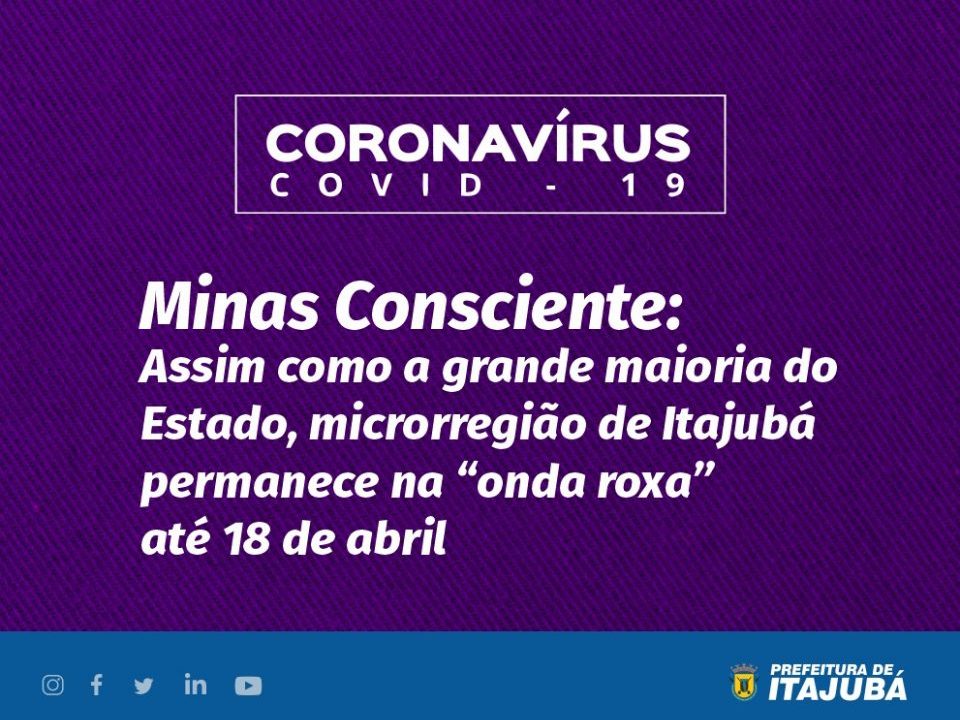 CORONAVÍRUS
COVID - 19
Minas Consciente:
Assim como a grande maioria do
Estado, microrregião de Itajubá
permanece na “onda roxa”
até 18 de abril
PREFEITURA DE
ITAJUBÁ